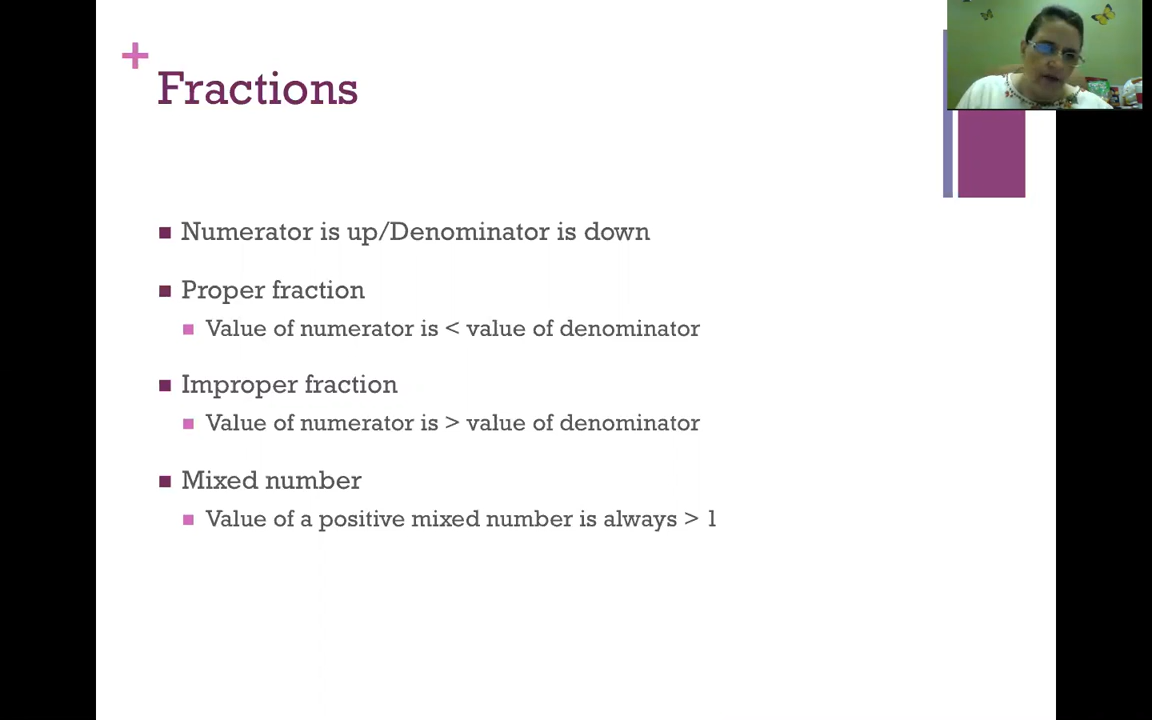 +
Fractions
Numerator is up/Denominator is down
Proper fraction
Value of numerator is < value of denominator
Improper fraction
Value of numerator is > value of denominator
Mixed number
Value of a positive mixed number is always > 1